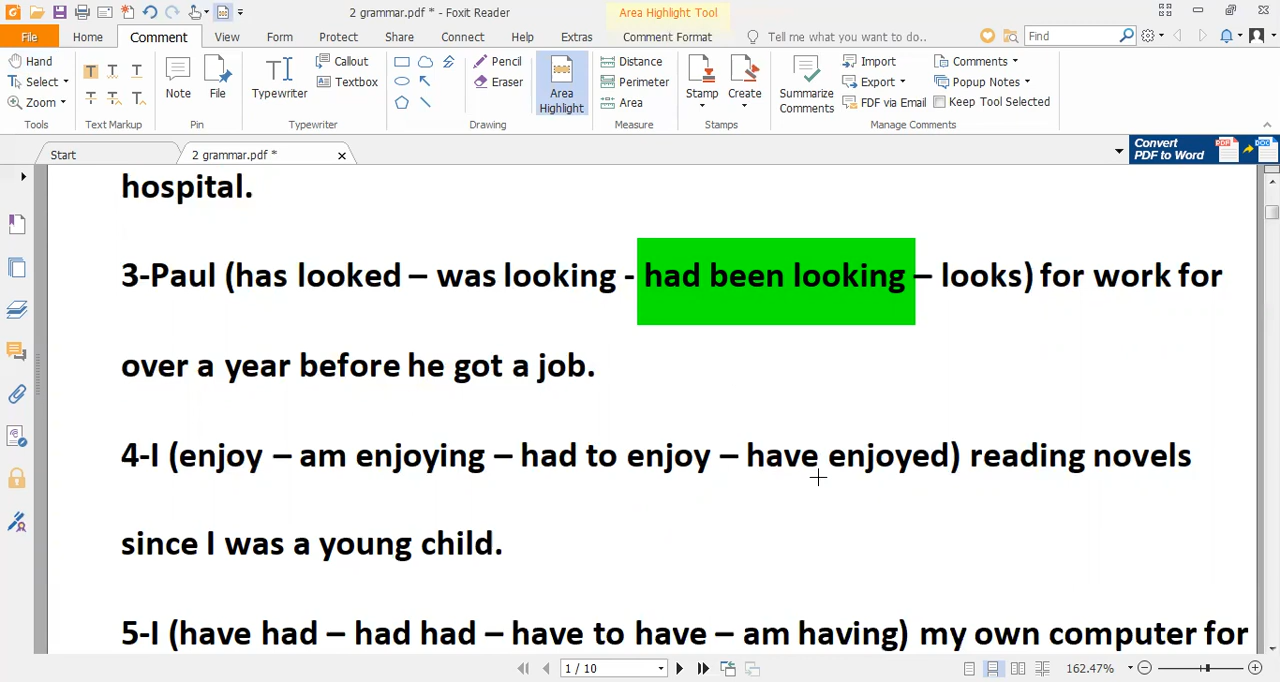 2 grammar.pdf * - Foxit Reader
Area Highlight Tool
File Home Comment View Form Protect Share Connect Help Extras Comment Format Tell me what you want to do.. Find
Hand
Select
Zoom
Tools
Text Markup
Note
File
Pin
Typewriter
Callout
Textbox
Typewriter
Pencil
Eraser
Drawing
Area Highlight
Distance
Perimeter
Area
Measure
Stamp
Create
Stamps
Summarize Comments
Import
Export
FDF via Email
Comments
Popup Notes
Keep Tool Selected
Manage Comments
Start
2 grammar.pdf *
Convert
PDF to Word
hospital.
3-Paul (has looked – was looking - had been looking – looks) for work for
over a year before he got a job.
4-I (enjoy – am enjoying – had to enjoy – have enjoyed) reading novels
since I was a young child.
5-I (have had – had had – have to have – am having) my own computer for
1 / 10
162.47%